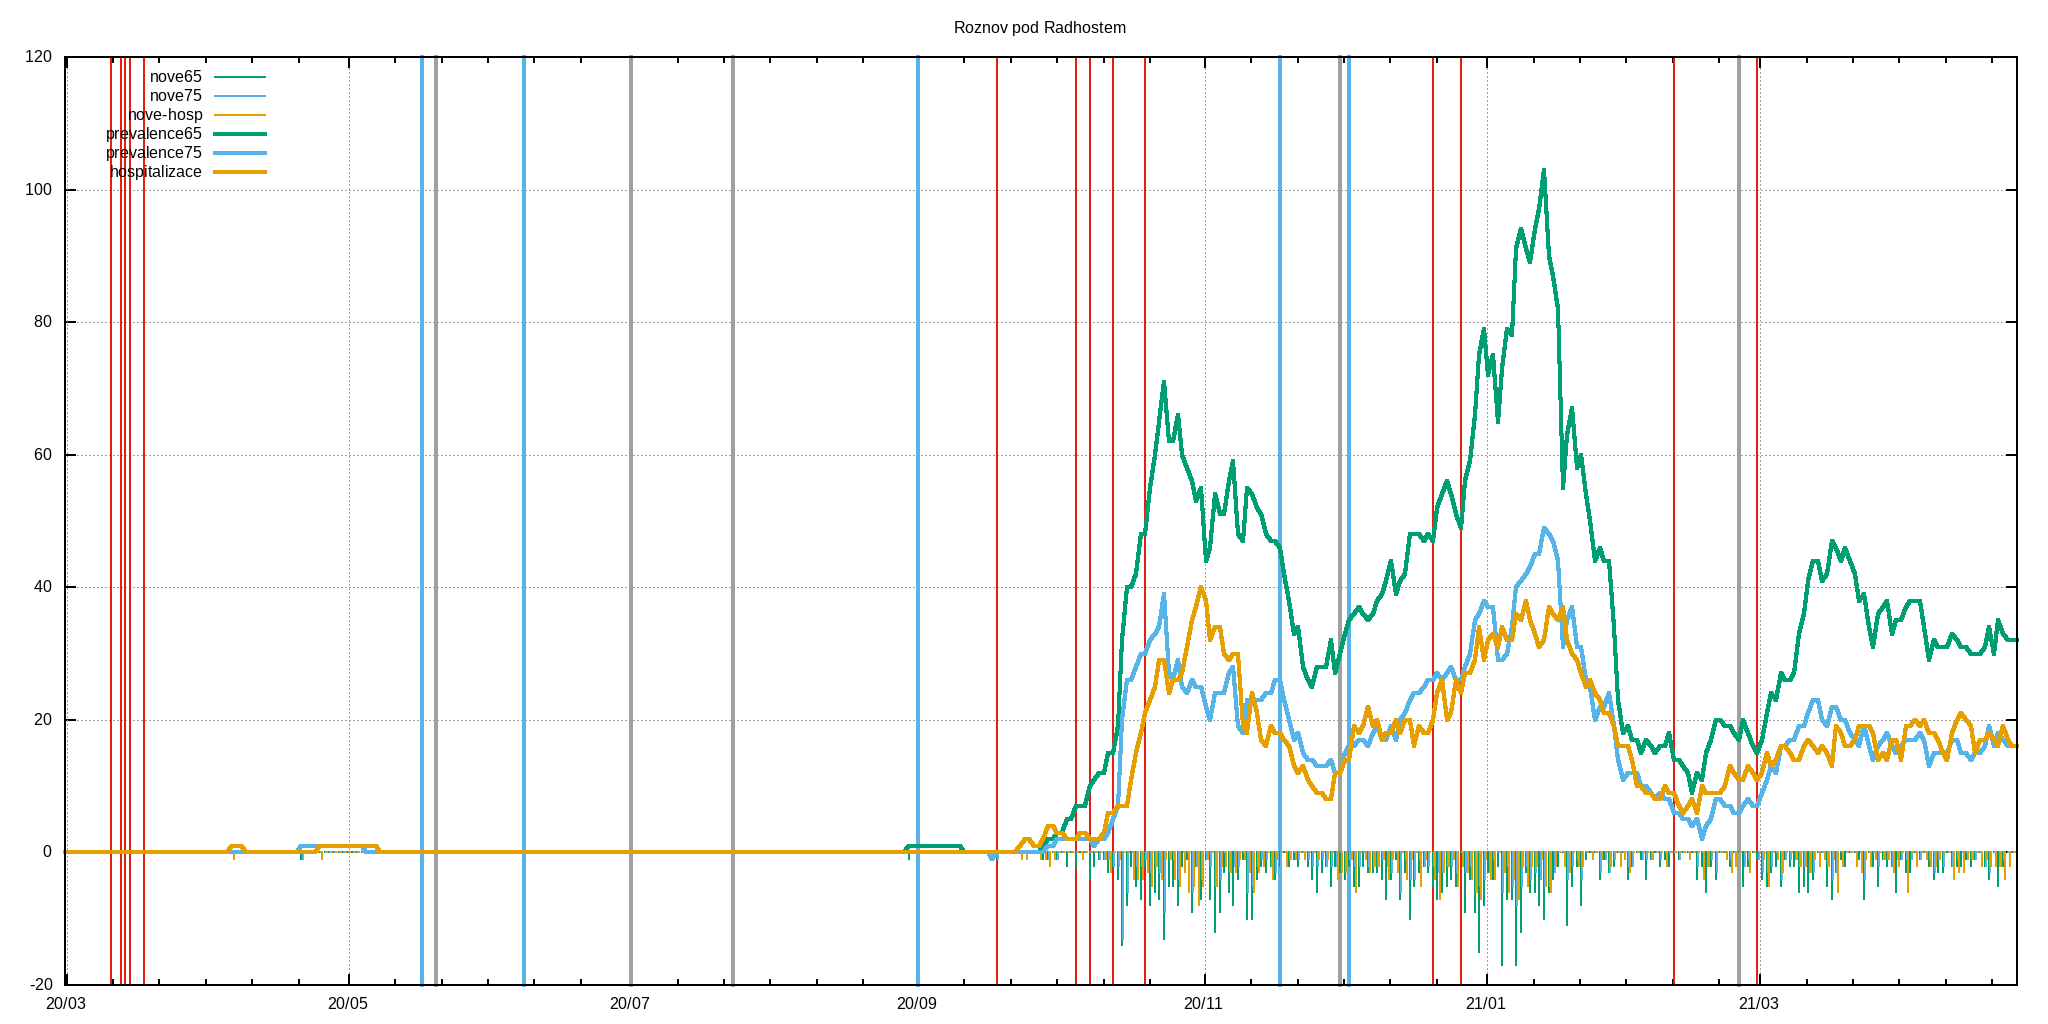 Roznov pod Radhostem
120
nove65
nove75
nove-hosp
prevalence65
prevalence75
hospitalizace
100
80
60
40
20
0
-20
20/03 20/05 20/07 20/09 20/11 21/01 21/03